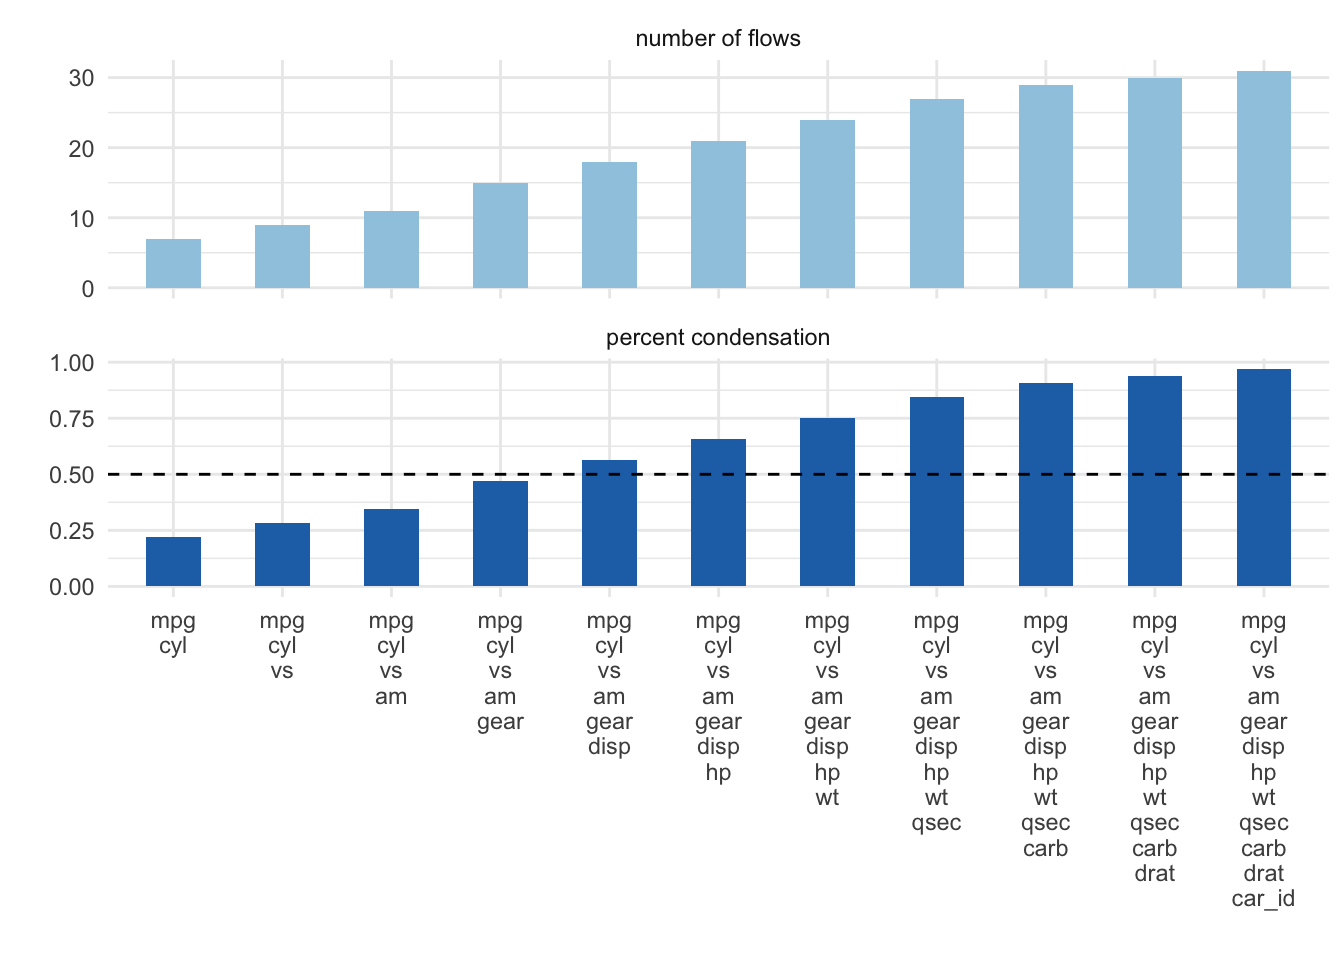 number of flows
30
20
10
0
percent condensation
1.00
0.75
0.50
0.25
0.00
mpg mpg mpg mpg mpg mpg mpg mpg mpg mpg mpg
cyl cyl cyl cyl cyl cyl cyl cyl cyl cyl cyl
vs vs vs vs vs vs vs vs vs vs
am am am am am am am am am
gear gear gear gear gear gear gear gear
disp disp disp disp disp disp disp
hp hp hp hp hp hp
wt wt wt wt wt
qsec qsec qsec qsec
carb carb carb
drat drat
car_id